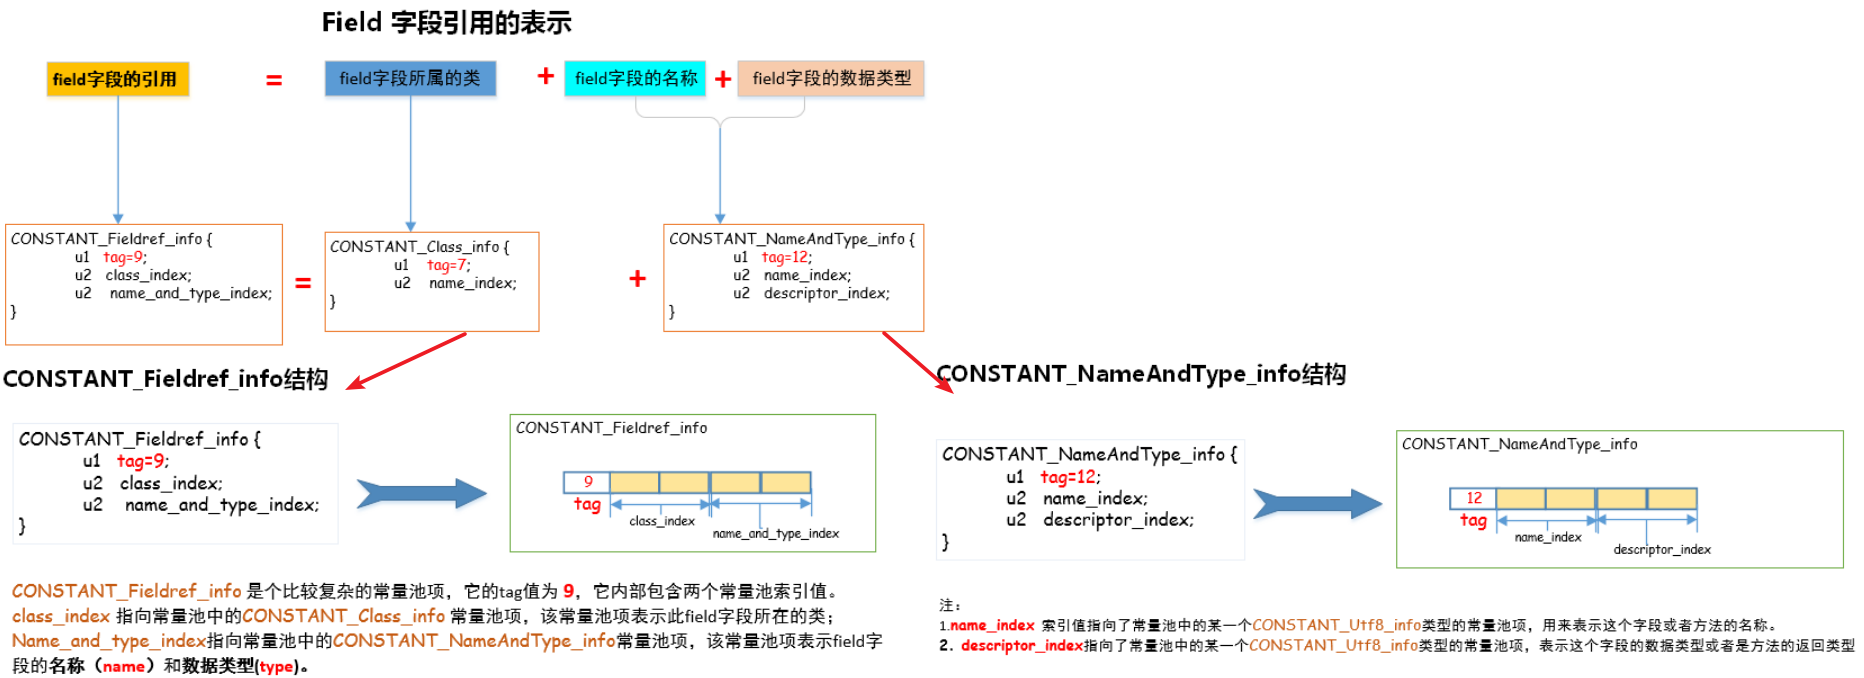 Field 字段引用的表示
field字段的引用 = field字段所属的类 + field字段的名称 + field字段的数据类型
CONSTANT_Fieldref_info {
u1 tag=9;
u2 class_index;
u2 name_and_type_index;
}
=
CONSTANT_Class_info {
u1 tag=7;
u2 name_index;
}
+
CONSTANT_NameAndType_info {
u1 tag=12;
u2 name_index;
u2 descriptor_index;
}
CONSTANT_Fieldref_info结构
CONSTANT_Fieldref_info {
u1 tag=9;
u2 class_index;
u2 name_and_type_index;
}
CONSTANT_Fieldref_info
9
tag
class_index
name_and_type_index
CONSTANT_Fieldref_info 是个比较复杂的常量池项，它的tag值为 9，它内部包含两个常量池索引值。
class_index 指向常量池中的CONSTANT_Class_info 常量池项，该常量池项表示此field字段所在的类；
Name_and_type_index指向常量池中的CONSTANT_NameAndType_info常量池项，该常量池项表示field字
段的名称（name）和数据类型(type)。
CONSTANT_NameAndType_info结构
CONSTANT_NameAndType_info {
u1 tag=12;
u2 name_index;
u2 descriptor_index;
}
CONSTANT_NameAndType_info
12
tag
name_index
descriptor_index
注：
1.name_index 索引值指向了常量池中的某一个CONSTANT_Utf8_info类型的常量池项，用来表示这个字段或者方法的名称。
2. descriptor_index指向了常量池中的某一个CONSTANT_Utf8_info类型的常量池项，表示这个字段的数据类型或者是方法的返回类型